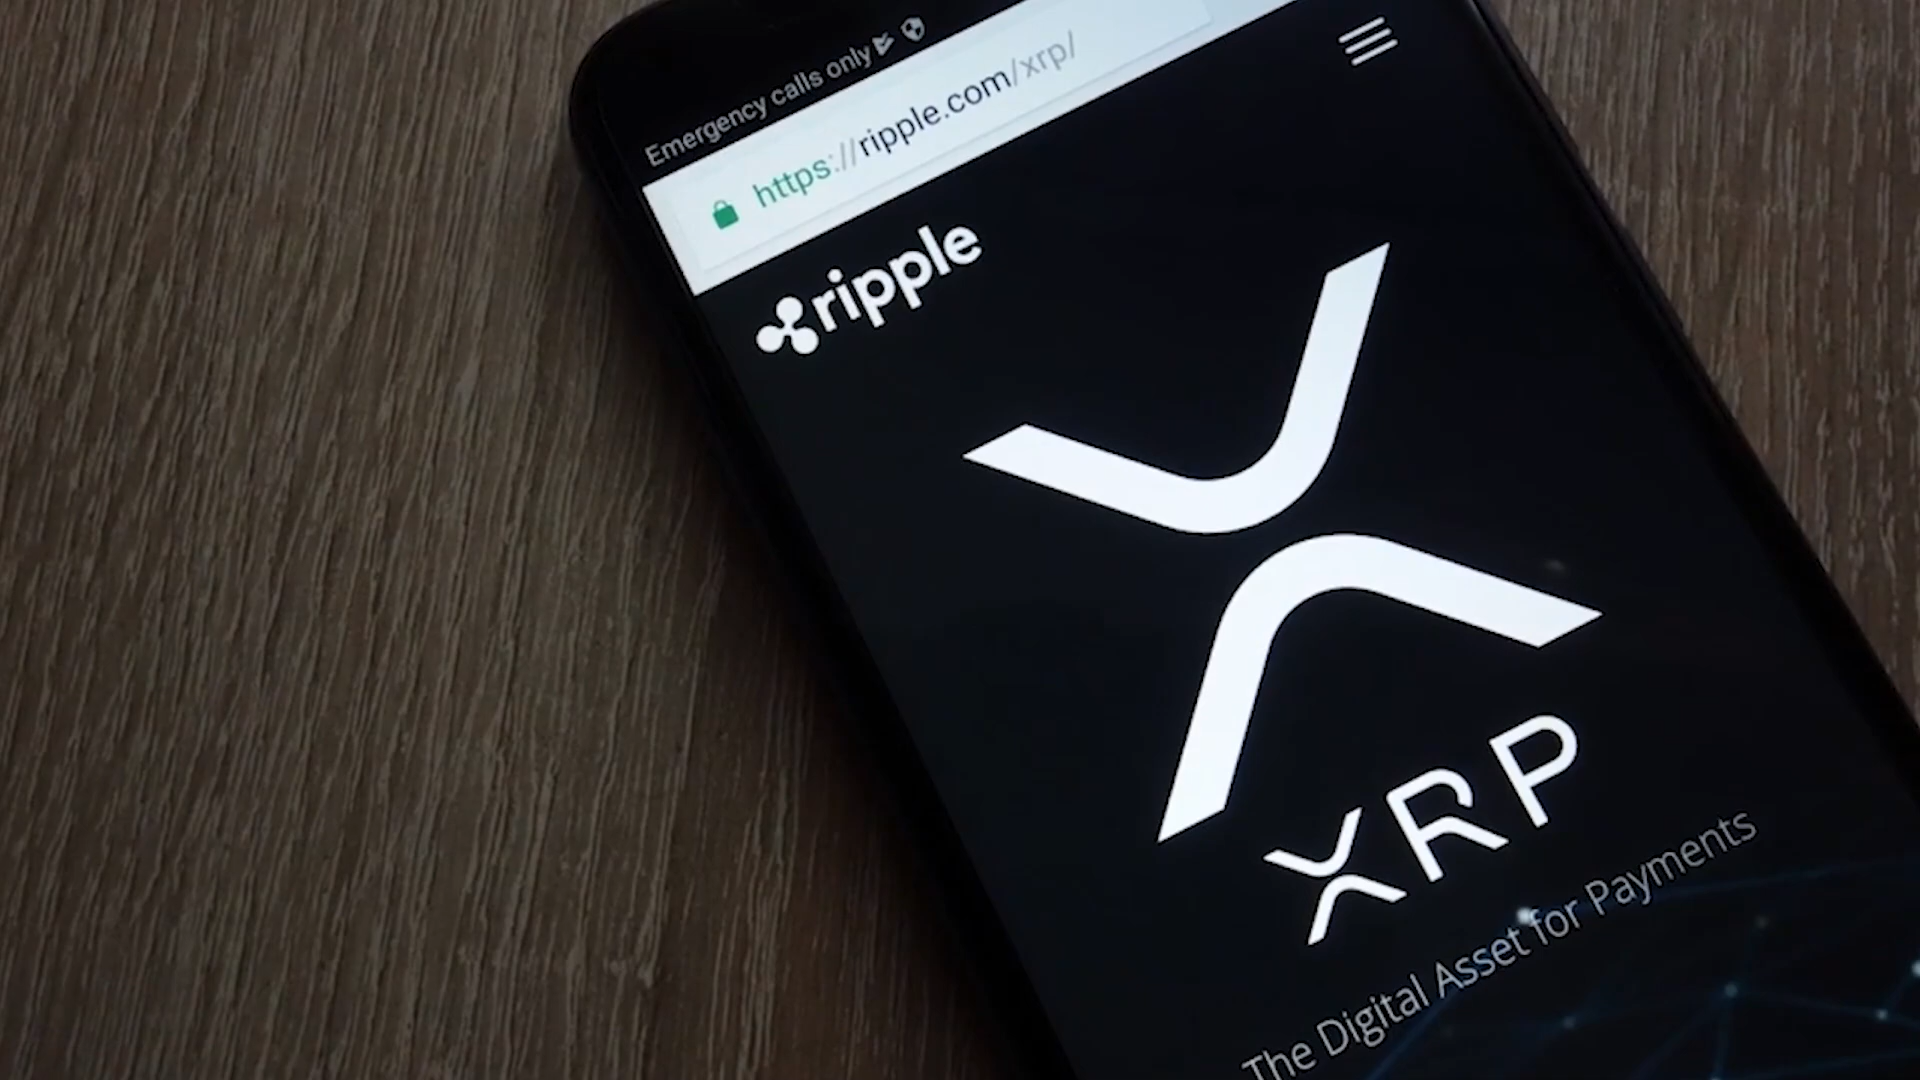 Emergency calls only
https://ripple.com/xrp/
ripple
XRP
The Digital Asset for Payments